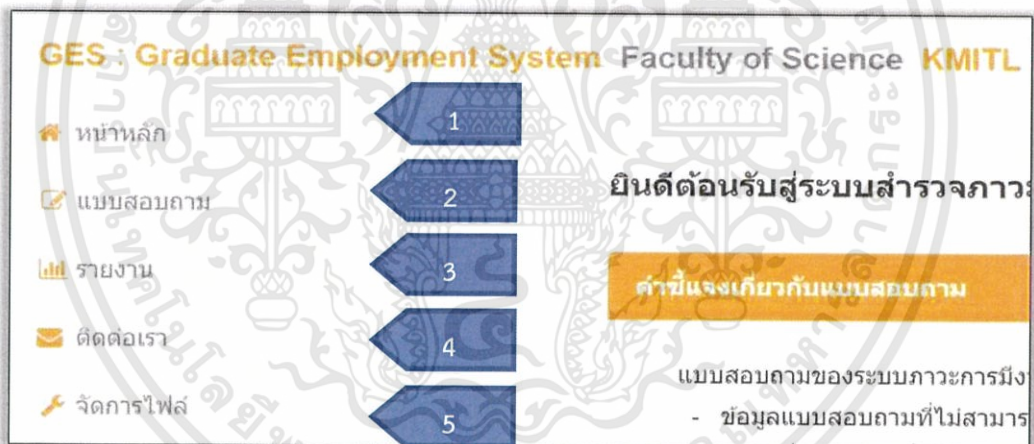 GES : Graduate Employment System Faculty of Science KMITL
หน้าหลัก
1
แบบสอบถาม
2
รายงาน
3
ติดต่อเรา
4
จัดการไฟล์
5
ยินดีต้อนรับสู่ระบบสำรวจภาวะ
คำชี้แจงเกี่ยวกับแบบสอบถาม
แบบสอบถามของระบบภาวะการมีงา
- ข้อมูลแบบสอบถามที่ไม่สามาร